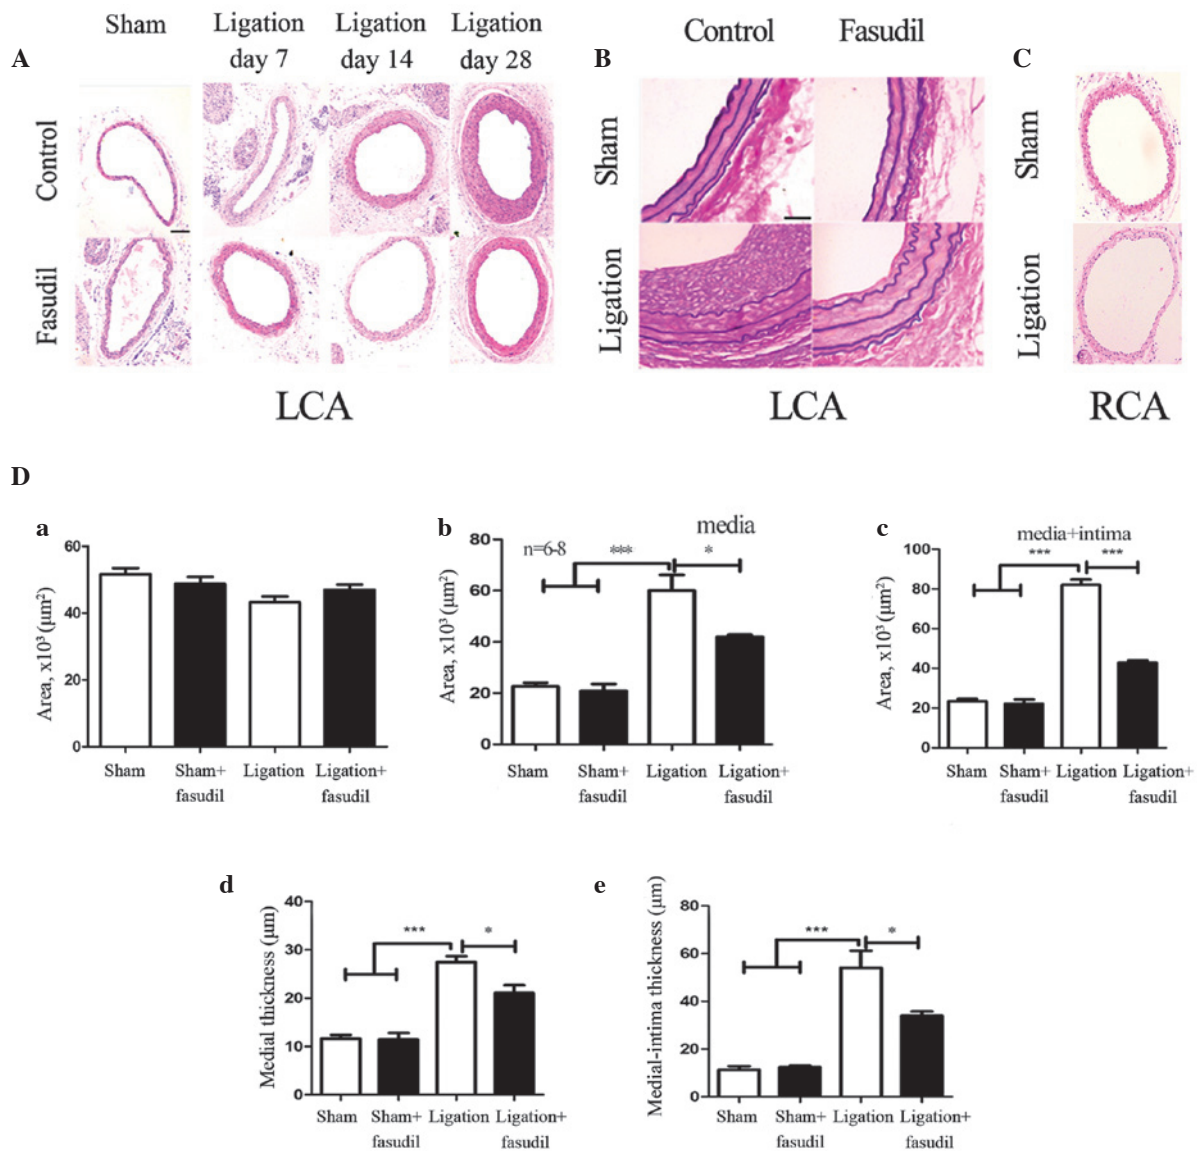 A
Sham
Ligation day 7
Ligation day 14
Ligation day 28
Control
Fasudil
LCA
B
Control
Fasudil
Sham
Ligation
LCA
C
Sham
Ligation
RCA
D
a
Area, x10³ (μm²)
60
40
20
0
Sham
Sham+ fasudil
Ligation
Ligation+ fasudil
b
media
n=6-8
***
*
Area, x10³ (μm²)
80
60
40
20
0
Sham
Sham+ fasudil
Ligation
Ligation+ fasudil
c
media+intima
***
***
Area, x10³ (μm²)
100
80
60
40
20
0
Sham
Sham+ fasudil
Ligation
Ligation+ fasudil
d
***
*
Medial thickness (μm)
40
30
20
10
0
Sham
Sham+ fasudil
Ligation
Ligation+ fasudil
e
***
*
Medial-intima thickness (μm)
80
60
40
20
0
Sham
Sham+ fasudil
Ligation
Ligation+ fasudil